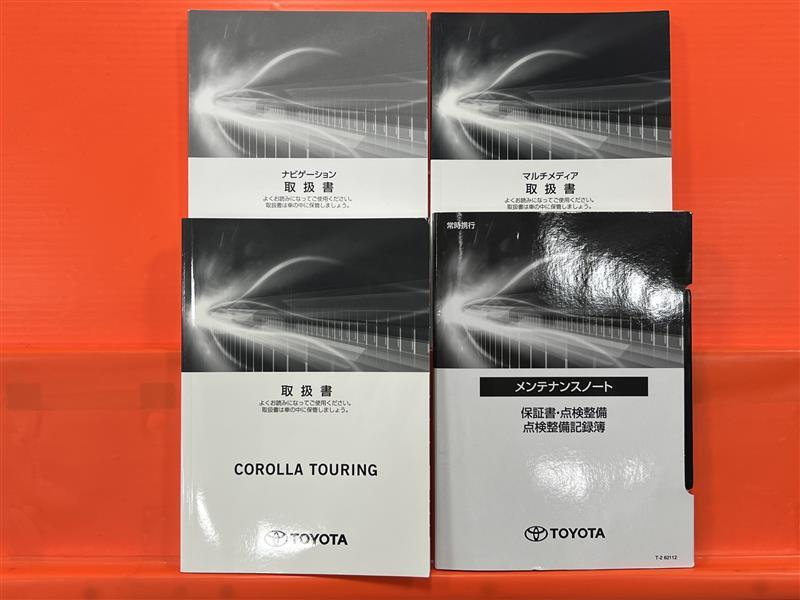 ナビゲーション
取扱書
よくお読みになってご使用ください。
取扱書は車の中に保管しましょう。
マルチメディア
取扱書
よくお読みになってご使用ください。
取扱書は車の中に保管しましょう。
取扱書
よくお読みになってご使用ください。
取扱書は車の中に保管しましょう。
COROLLA TOURING
TOYOTA
常時携行
メンテナンスノート
保証書・点検整備
点検整備記録簿
TOYOTA
T-2 62112